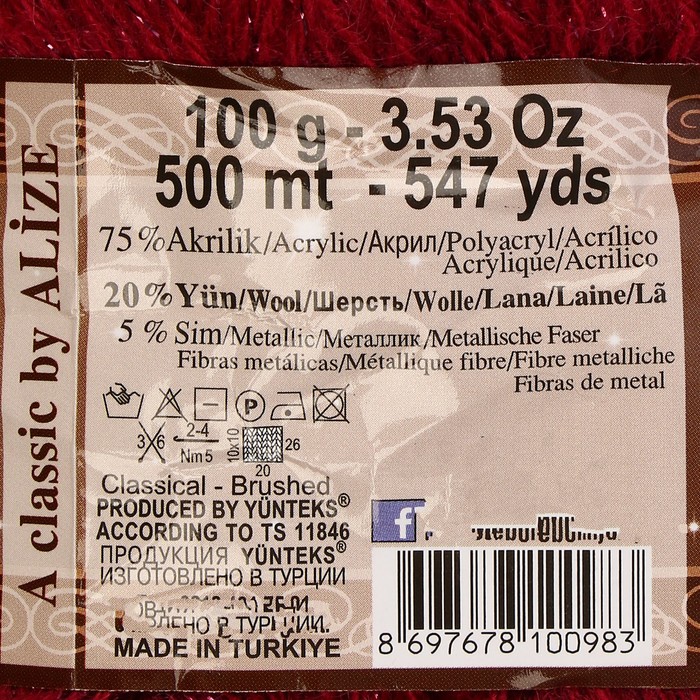 A classic by ALİZE
100 g - 3.53 Oz
500 mt - 547 yds
75 % Akrilik/Acrylic/Акрил/Polyacryl/Acrílico
Acrylique/Acrilico
20 % Yün/Wool/Шерсть/Wolle/Lana/Laine/Lã
5 % Sim/Metallic/Металлик/Metallische Faser
Fibras metálicas/Métallique fibre/Fibre metalliche
Fibras de metal
P
3 6 2-4 Nm5 10x10 26 20
Classical - Brushed
PRODUCED BY YÜNTEKS®
ACCORDING TO TS 11846
ПРОДУКЦИЯ YÜNTEKS®
ИЗГОТОВЛЕНО В ТУРЦИИ
MADE IN TURKIYE
f
8 697678 100983